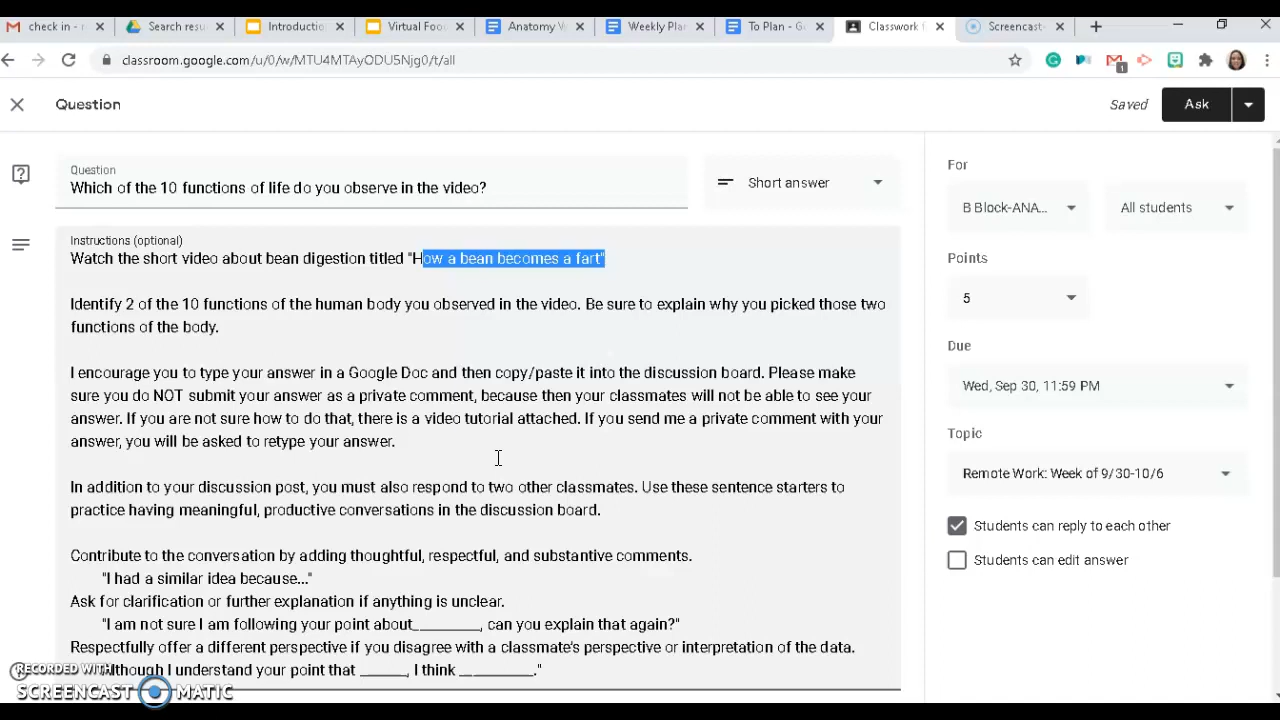 check in - r
Search resu
Introductio
Virtual Foo
Anatomy V
Weekly Pla
To Plan - G
Classwork f
Screencast-
classroom.google.com/u/0/w/MTU4MTAyODU5Njg0/t/all
1
Question
Saved
Ask
Question
Which of the 10 functions of life do you observe in the video?
Short answer
Instructions (optional)
Watch the short video about bean digestion titled "How a bean becomes a fart"
Identify 2 of the 10 functions of the human body you observed in the video. Be sure to explain why you picked those two
functions of the body.
I encourage you to type your answer in a Google Doc and then copy/paste it into the discussion board. Please make
sure you do NOT submit your answer as a private comment, because then your classmates will not be able to see your
answer. If you are not sure how to do that, there is a video tutorial attached. If you send me a private comment with your
answer, you will be asked to retype your answer.
In addition to your discussion post, you must also respond to two other classmates. Use these sentence starters to
practice having meaningful, productive conversations in the discussion board.
Contribute to the conversation by adding thoughtful, respectful, and substantive comments.
"I had a similar idea because..."
Ask for clarification or further explanation if anything is unclear.
"I am not sure I am following your point about________, can you explain that again?"
Respectfully offer a different perspective if you disagree with a classmate's perspective or interpretation of the data.
although I understand your point that ______, I think _________."
For
B Block-ANA...
All students
Points
5
Due
Wed, Sep 30, 11:59 PM
Topic
Remote Work: Week of 9/30-10/6
Students can reply to each other
Students can edit answer
RECORDED WITH
SCREENCAST MATIC